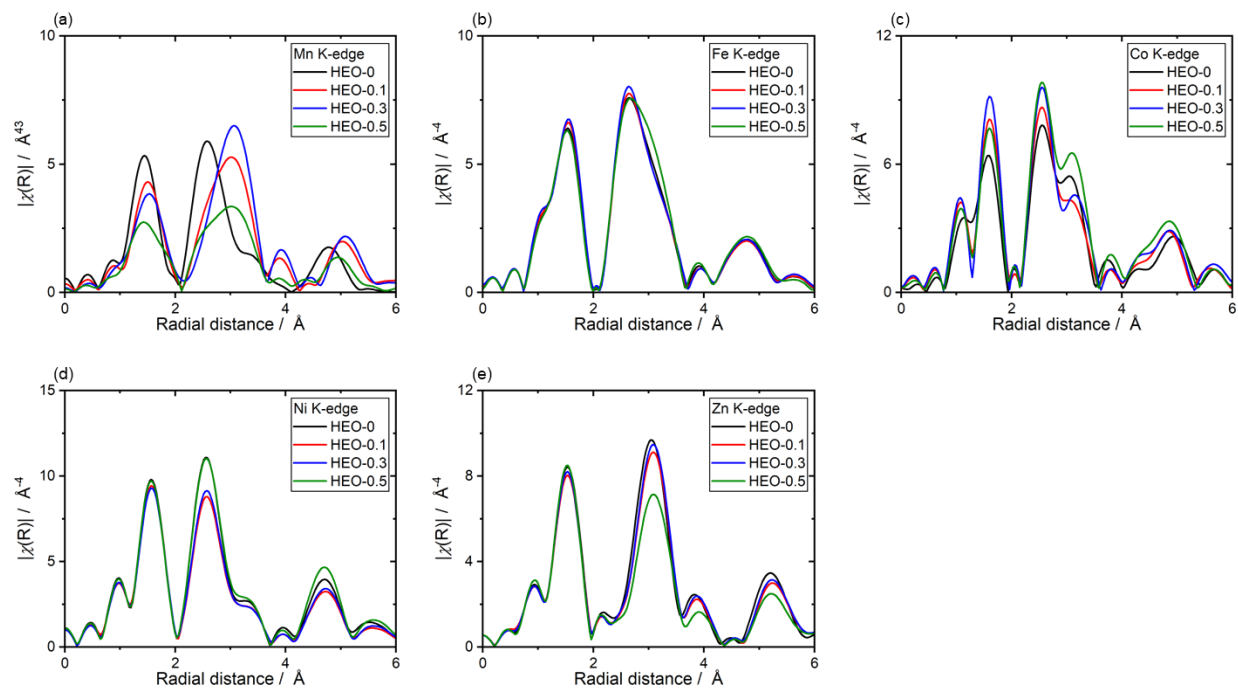 (a)
10
5
0
0
2
4
6
|χ(R)| / Å⁴³
Radial distance / Å
Mn K-edge
HEO-0
HEO-0.1
HEO-0.3
HEO-0.5
(b)
10
5
0
0
2
4
6
|χ(R)| / Å⁻⁴
Radial distance / Å
Fe K-edge
HEO-0
HEO-0.1
HEO-0.3
HEO-0.5
(c)
12
6
0
0
2
4
6
|χ(R)| / Å⁻⁴
Radial distance / Å
Co K-edge
HEO-0
HEO-0.1
HEO-0.3
HEO-0.5
(d)
15
10
5
0
0
2
4
6
|χ(R)| / Å⁻⁴
Radial distance / Å
Ni K-edge
HEO-0
HEO-0.1
HEO-0.3
HEO-0.5
(e)
12
8
4
0
0
2
4
6
|χ(R)| / Å⁻⁴
Radial distance / Å
Zn K-edge
HEO-0
HEO-0.1
HEO-0.3
HEO-0.5